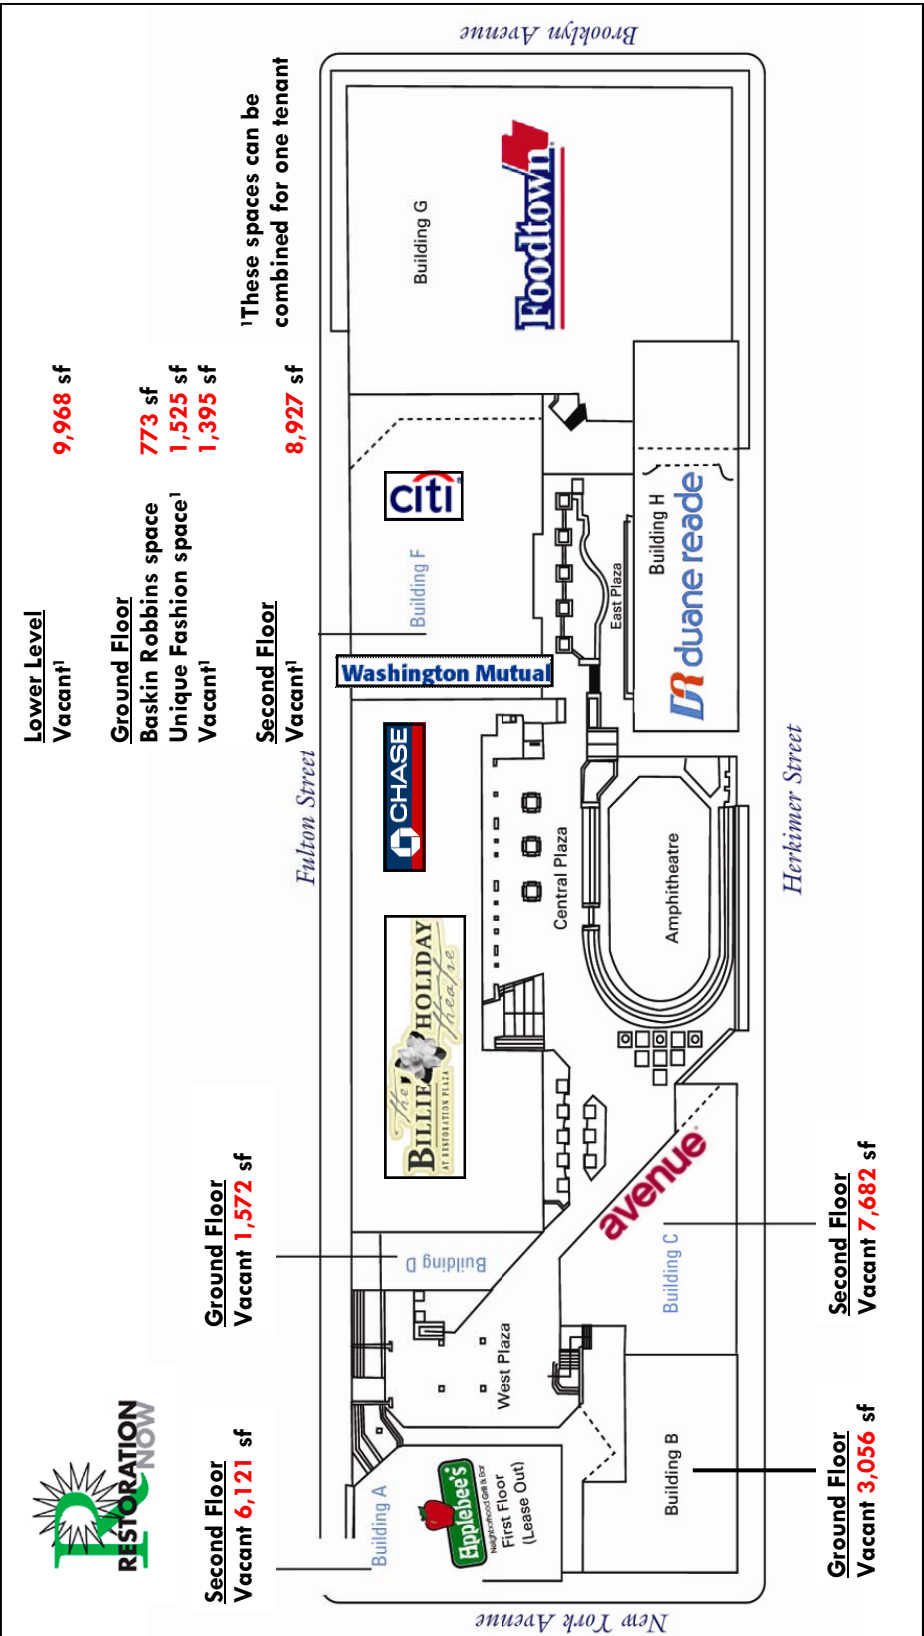 RESTORATION
NOW
Second Floor
Vacant 6,121 sf
Ground Floor
Vacant 1,572 sf
Lower Level
Vacant¹ 9,968 sf
Ground Floor
Baskin Robbins space 773 sf
Unique Fashion space¹ 1,525 sf
Vacant¹ 1,395 sf
Second Floor
Vacant¹ 8,927 sf
¹These spaces can be
combined for one tenant
Fulton Street
New York Avenue
Brooklyn Avenue
Building A
Applebee's
Neighborhood Grill & Bar
First Floor
(Lease Out)
Building D
West Plaza
The
BILLIE HOLIDAY
theatre
AT RESTORATION PLAZA
CHASE
Washington Mutual
Building F
citi
Building G
Foodtown
Central Plaza
East Plaza
Building B
Building C
avenue
Amphitheatre
Building H
DR duane reade
Herkimer Street
Ground Floor
Vacant 3,056 sf
Second Floor
Vacant 7,682 sf